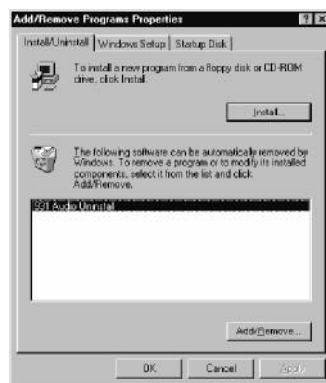 Add/Remove Programs Properties
Install/Uninstall Windows Setup Startup Disk
To install a new program from a floppy disk or CD-ROM
drive, click Install.
Install...
The following software can be automatically removed by
Windows. To remove a program or to modify its installed
components, select it from the list and click
Add/Remove.
931 Audio Uninstall
Add/Remove...
OK Cancel Apply